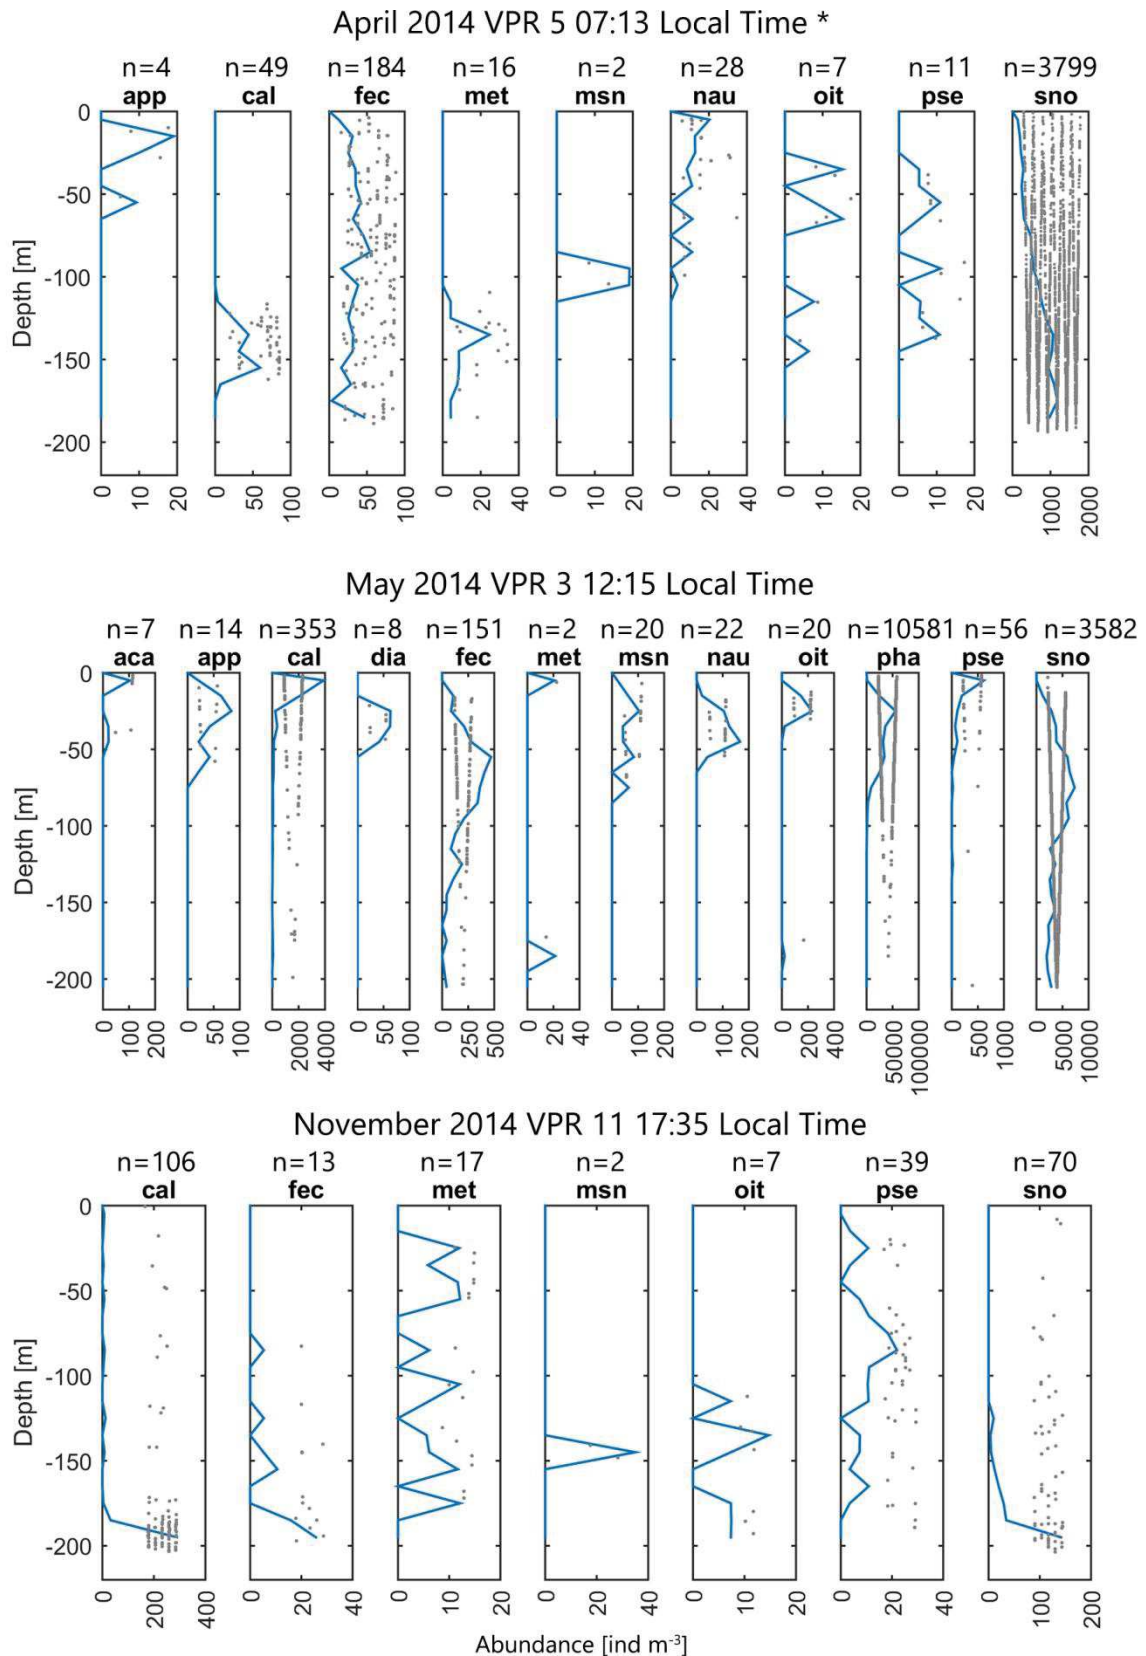 April 2014 VPR 5 07:13 Local Time *
n=4 n=49 n=184 n=16 n=2 n=28 n=7 n=11 n=3799
app cal fec met msn nau oit pse sno
0
-50
-100
-150
-200
Depth [m]
0 10 20 0 50 100 0 50 100 0 20 40 0 10 20 0 20 40 0 10 20 0 10 20 0 1000 2000
May 2014 VPR 3 12:15 Local Time
n=7 n=14 n=353 n=8 n=151 n=2 n=20 n=22 n=20 n=10581 n=56 n=3582
aca app cal dia fec met msn nau oit pha pse sno
0
-50
-100
-150
-200
Depth [m]
0 100 200 0 50 100 0 2000 4000 0 50 100 0 250 500 0 20 40 0 100 200 0 100 200 0 200 400 0 50000 100000 0 500 1000 0 5000 10000
November 2014 VPR 11 17:35 Local Time
n=106 n=13 n=17 n=2 n=7 n=39 n=70
cal fec met msn oit pse sno
0
-50
-100
-150
-200
Depth [m]
0 200 400 0 10 20 30 40 0 10 20 0 20 40 0 10 20 0 20 40 0 100 200
Abundance [ind m⁻³]